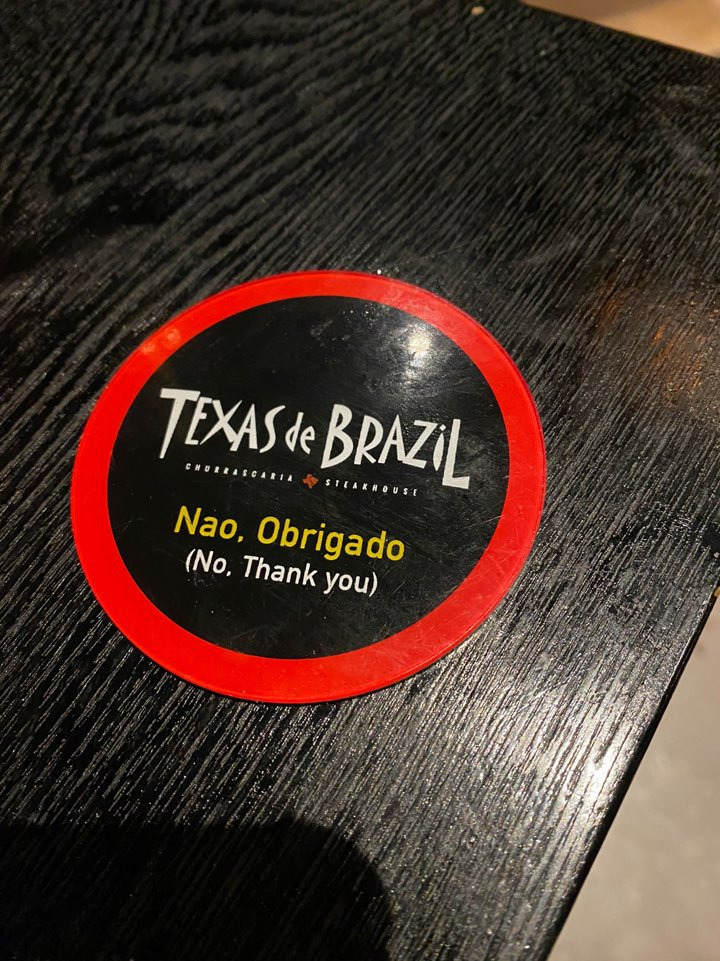 TEXAS de BRAZiL
CHURRASCARIA STEAKHOUSE
Nao, Obrigado
(No, Thank you)